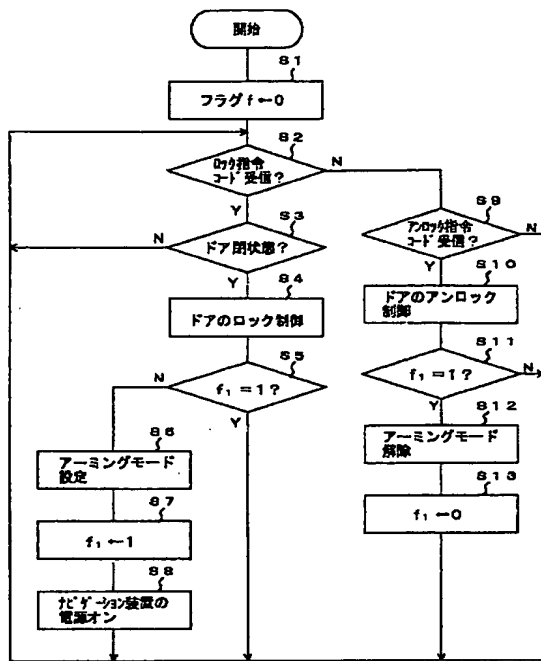 開始
S1
フラグf←0
S2
ロック指令
コード受信？
N
Y
S3
ドア閉状態？
N
Y
S4
ドアのロック制御
S5
f₁＝1？
N
Y
S6
アーミングモード
設定
S7
f₁←1
S8
ナビゲーション装置の
電源オン
S9
アンロック指令
コード受信？
N
Y
S10
ドアのアンロック
制御
S11
f₁＝1？
Y
S12
アーミングモード
解除
S13
f₁←0